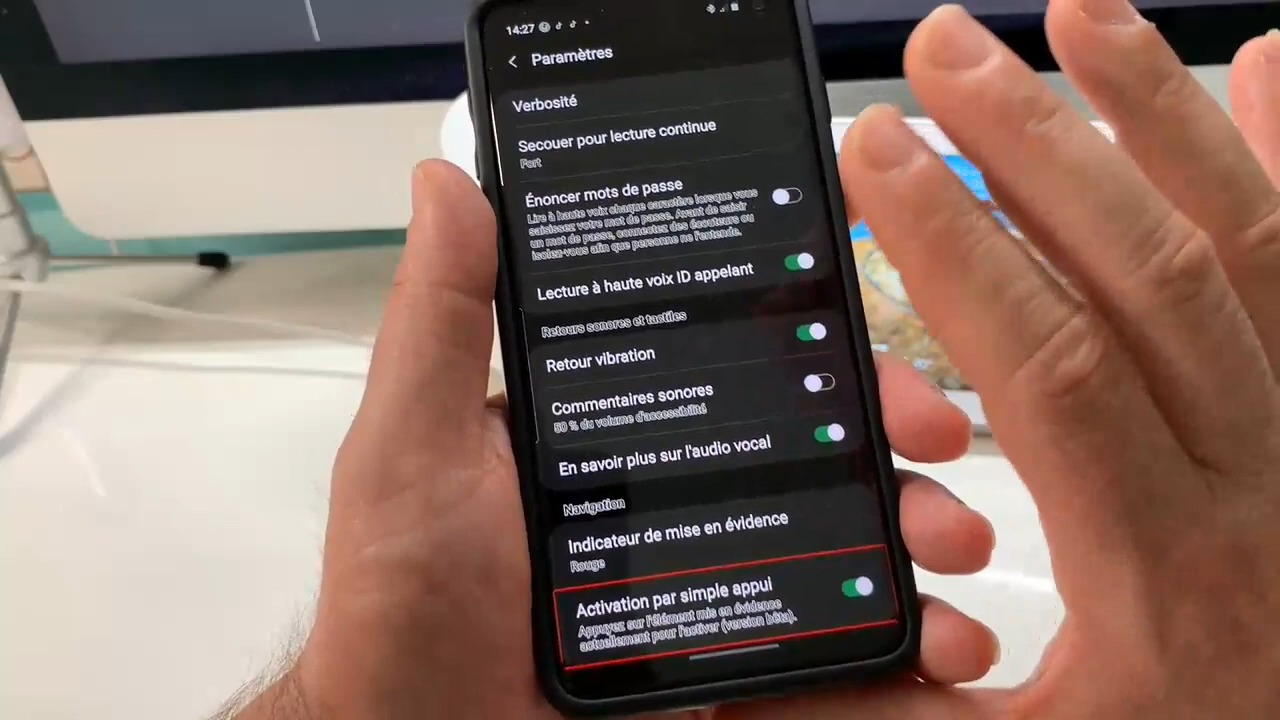 14:27
Paramètres
Verbosité
Secouer pour lecture continue
Fort
Énoncer mots de passe
Lire à haute voix chaque caractère lorsque vous
saisissez votre mot de passe. Avant de saisir
un mot de passe, connectez des écouteurs ou
isolez-vous afin que personne ne l'entende.
Lecture à haute voix ID appelant
Retours sonores et tactiles
Retour vibration
Commentaires sonores
50 % du volume d'accessibilité
En savoir plus sur l'audio vocal
Navigation
Indicateur de mise en évidence
Rouge
Activation par simple appui
Appuyez sur l'élément mis en évidence
actuellement pour l'activer (version bêta).